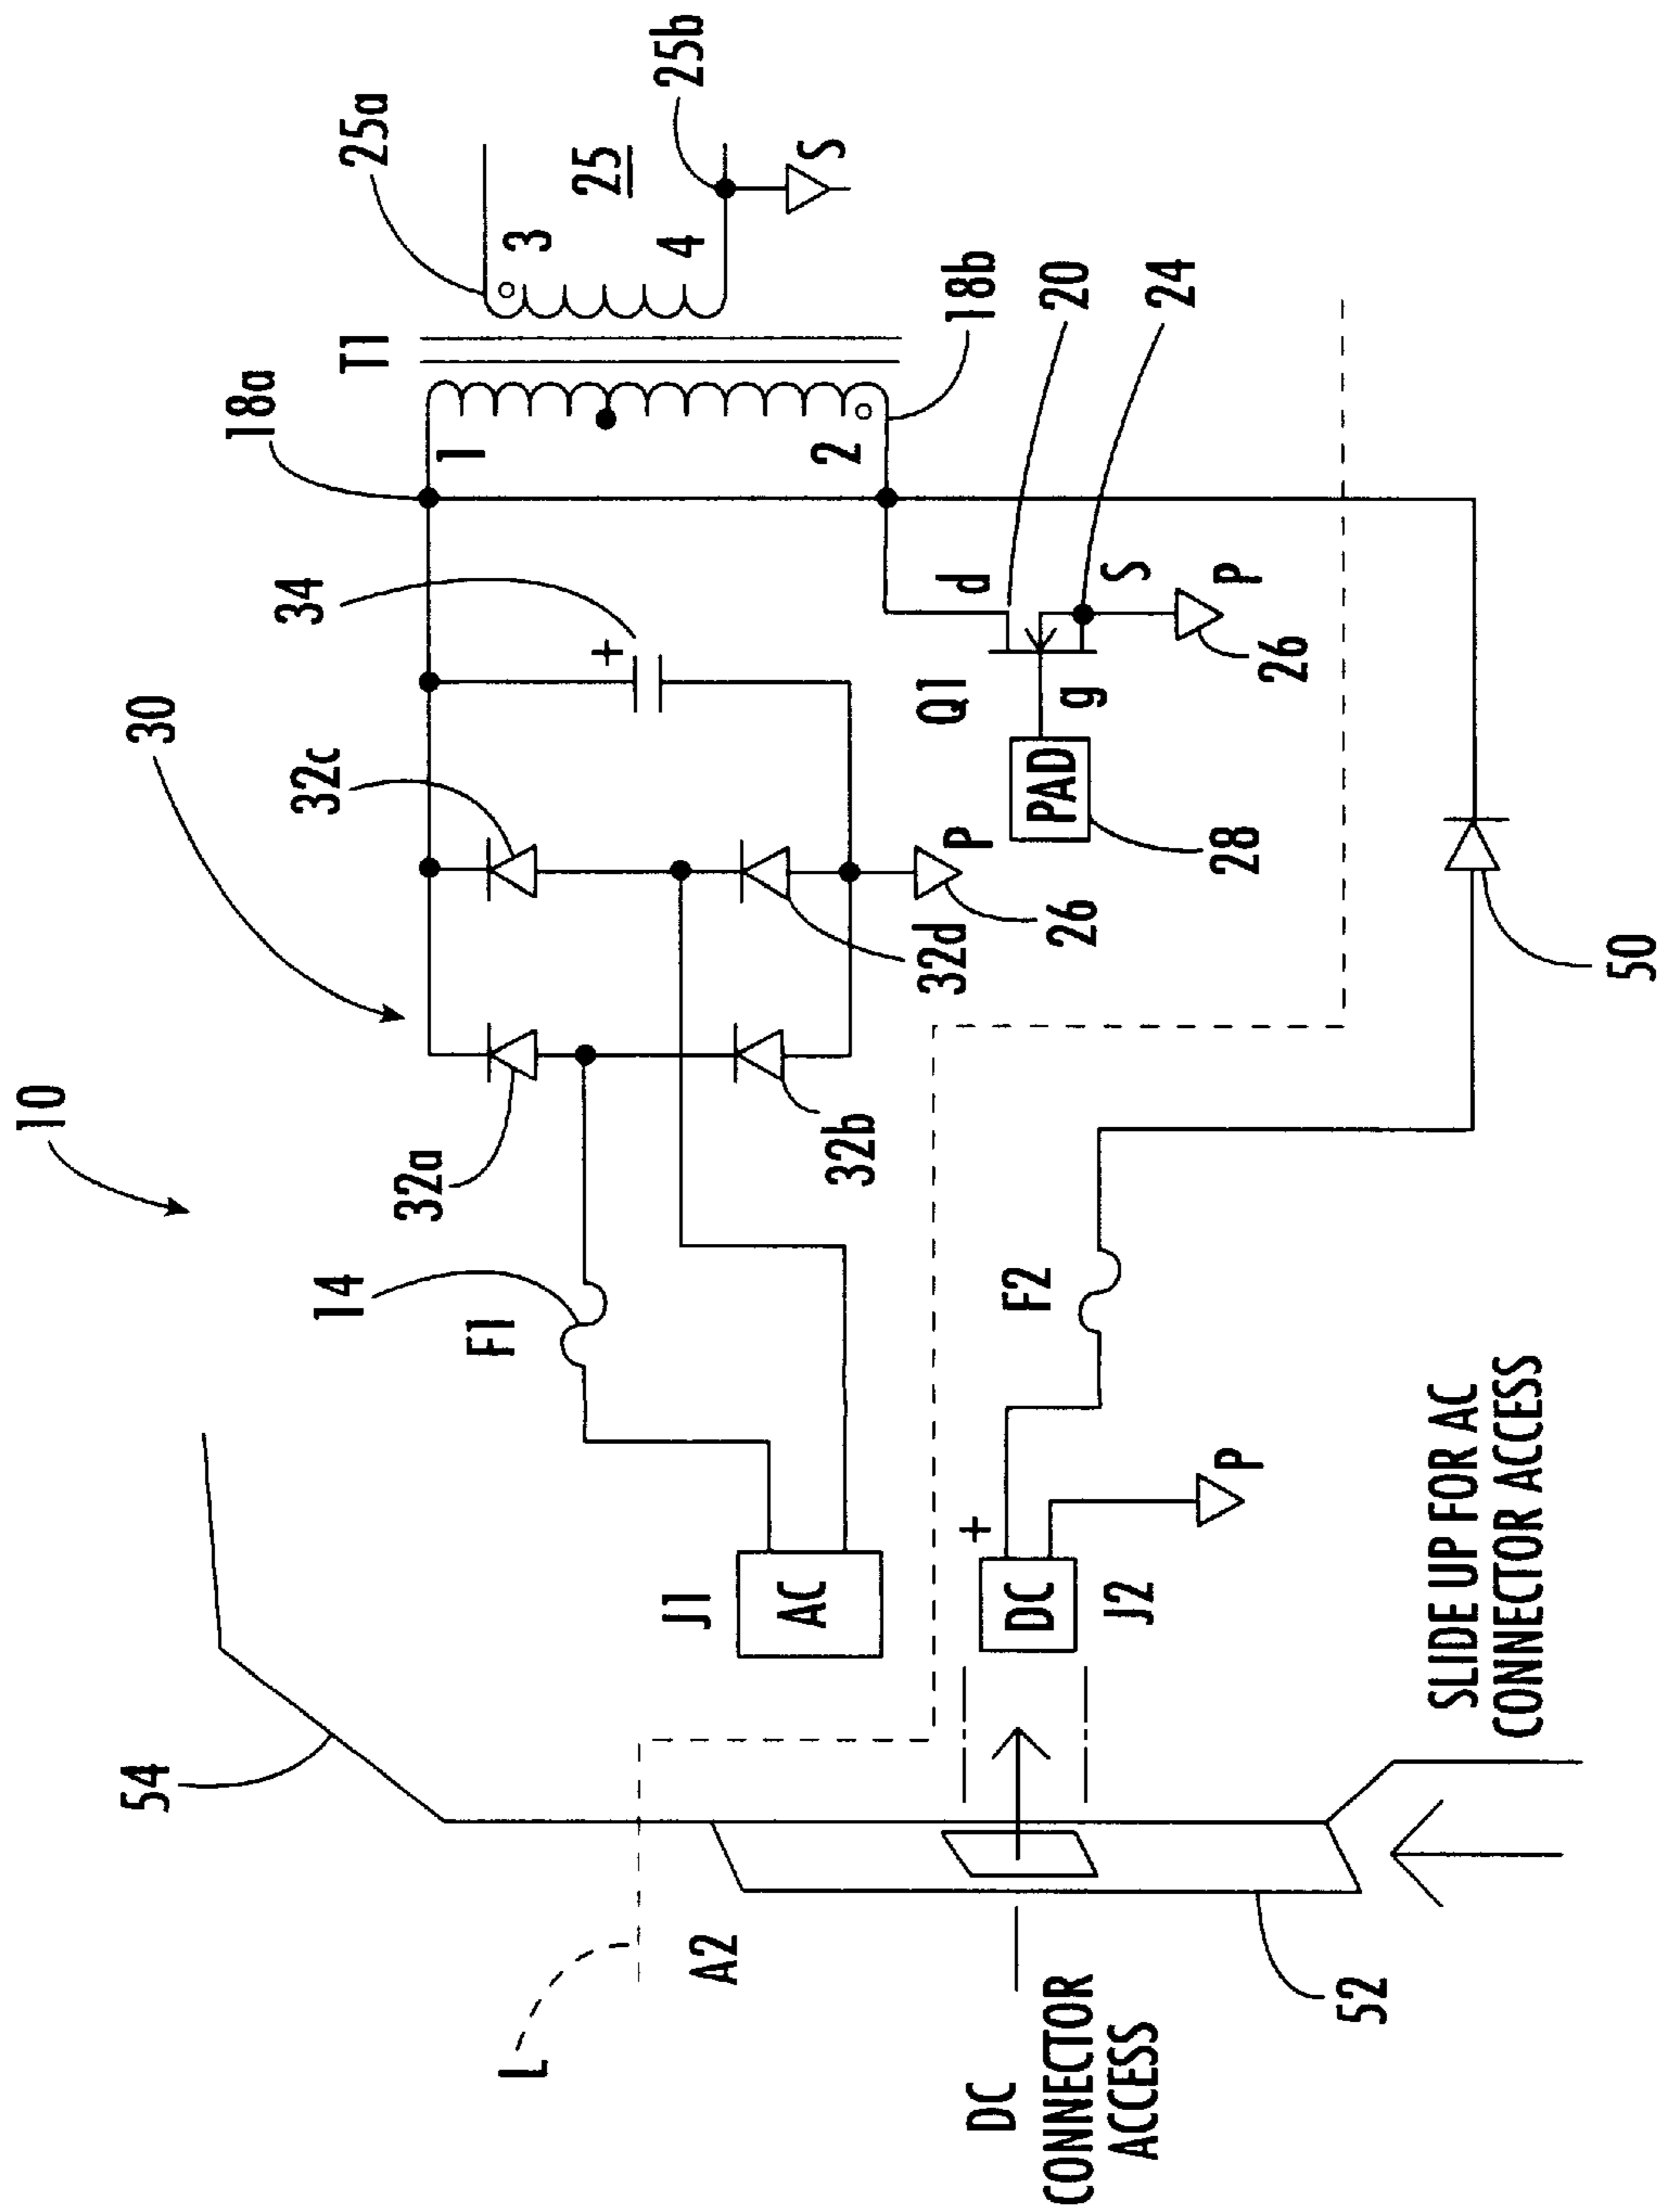 10
30
34
18a
T1
25a
25b
25
3
4
S
1
2
18b
20
24
32c
32a
32b
32d
P
26
Q1
d
g
S
P
26
PAD
28
50
14
F1
F2
J1
AC
+
+
DC
J2
P
54
L
A2
52
DC
CONNECTOR
ACCESS
SLIDE UP FOR AC
CONNECTOR ACCESS